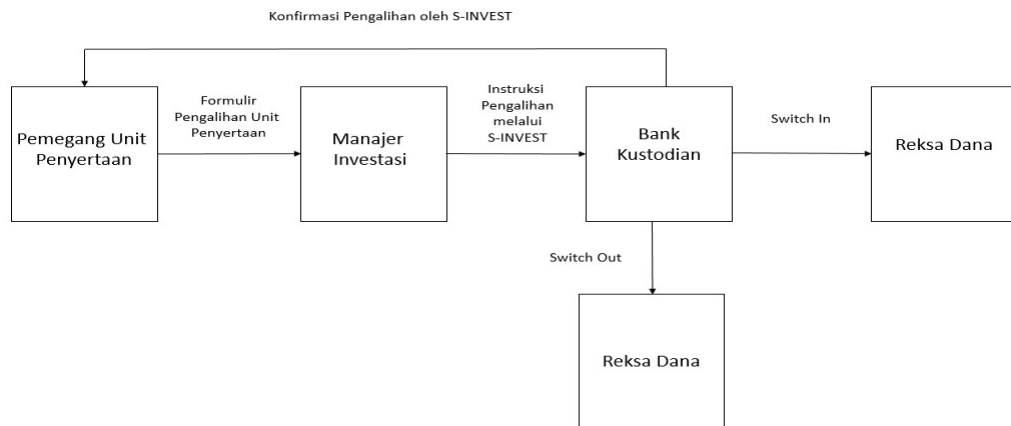 Konfirmasi Pengalihan oleh S-INVEST
Pemegang Unit
Penyertaan
Formulir
Pengalihan Unit
Penyertaan
Manajer
Investasi
Instruksi
Pengalihan
melalui
S-INVEST
Bank
Kustodian
Switch In
Reksa Dana
Switch Out
Reksa Dana